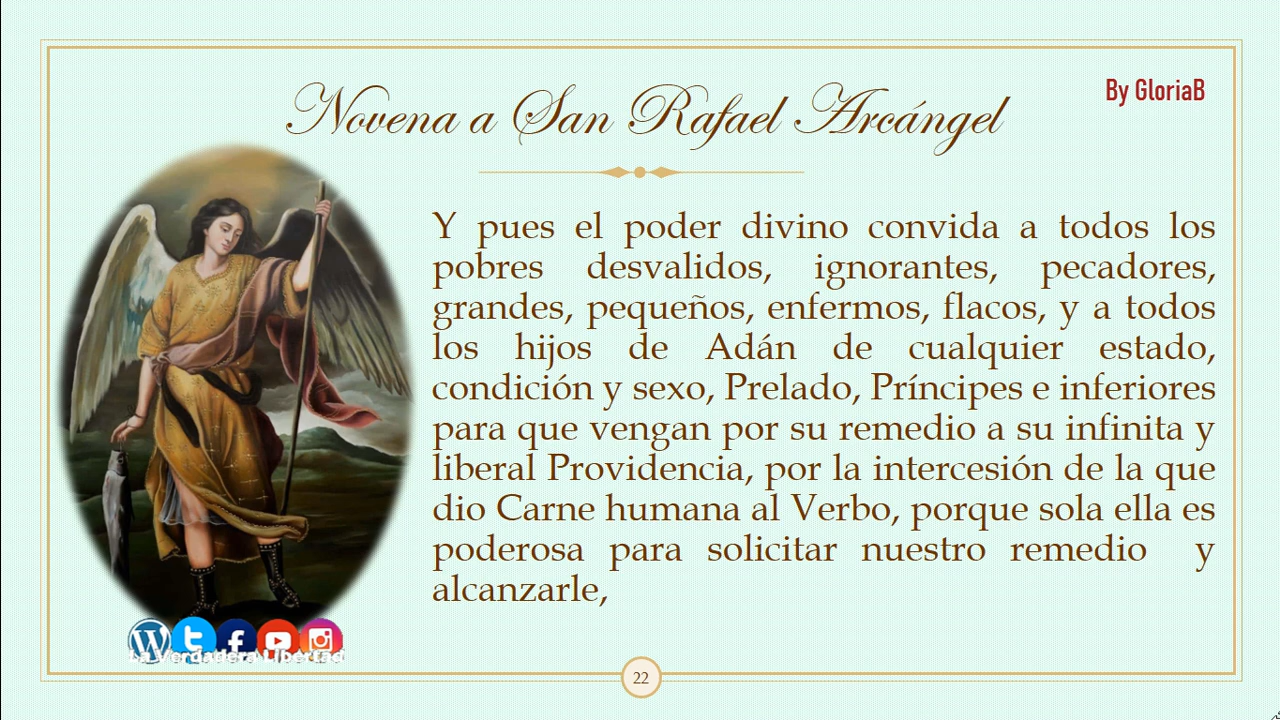 Novena a San Rafael Arcángel
By GloriaB
Y pues el poder divino convida a todos los
pobres desvalidos, ignorantes, pecadores,
grandes, pequeños, enfermos, flacos, y a todos
los hijos de Adán de cualquier estado,
condición y sexo, Prelado, Príncipes e inferiores
para que vengan por su remedio a su infinita y
liberal Providencia, por la intercesión de la que
dio Carne humana al Verbo, porque sola ella es
poderosa para solicitar nuestro remedio y
alcanzarle,
La Verdadera Libertad
22